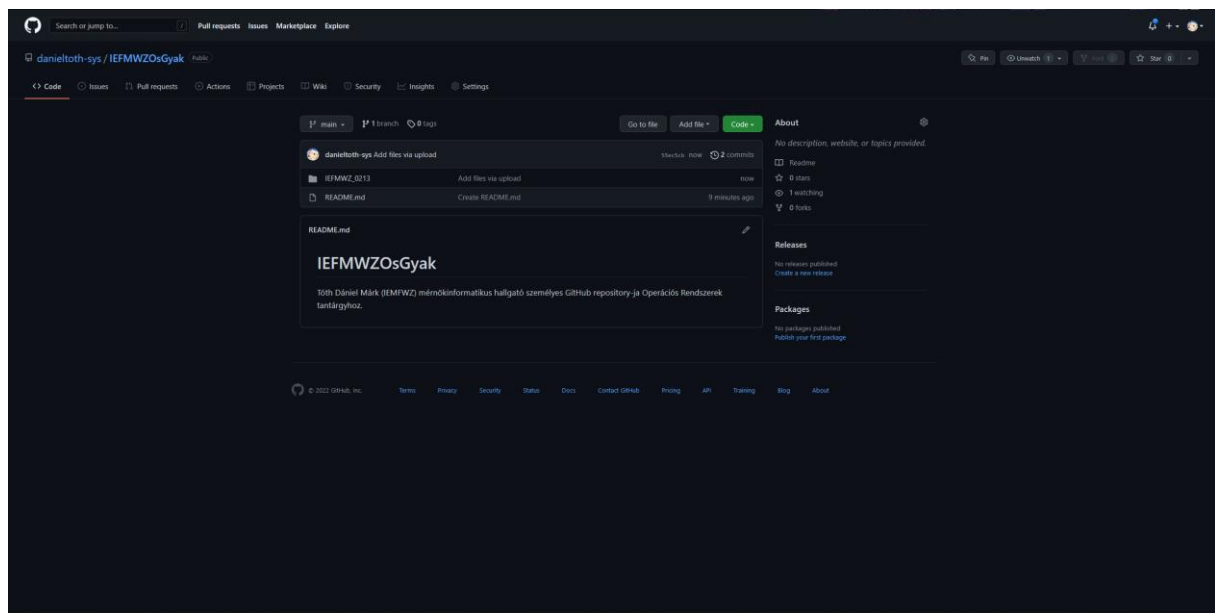 Search or jump to... / Pull requests Issues Marketplace Explore
danieltoth-sys / IEFMWZOsGyak Public
Pin Unwatch 1 Fork Star 0
Code Issues Pull requests Actions Projects Wiki Security Insights Settings
main 1 branch 0 tags Go to file Add file Code
danieltoth-sys Add files via upload now 2 commits
IEFMWZ_0213 Add files via upload now
README.md Create README.md 9 minutes ago
README.md
IEFMWZOsGyak
Tóth Dániel Márk (IEMFWZ) mérnökinformatikus hallgató személyes GitHub repository-ja Operációs Rendszerek
tantárgyhoz.
About
No description, website, or topics provided.
Readme
0 stars
1 watching
0 forks
Releases
No releases published
Create a new release
Packages
No packages published
Publish your first package
© 2022 GitHub, Inc. Terms Privacy Security Status Docs Contact GitHub Pricing API Training Blog About